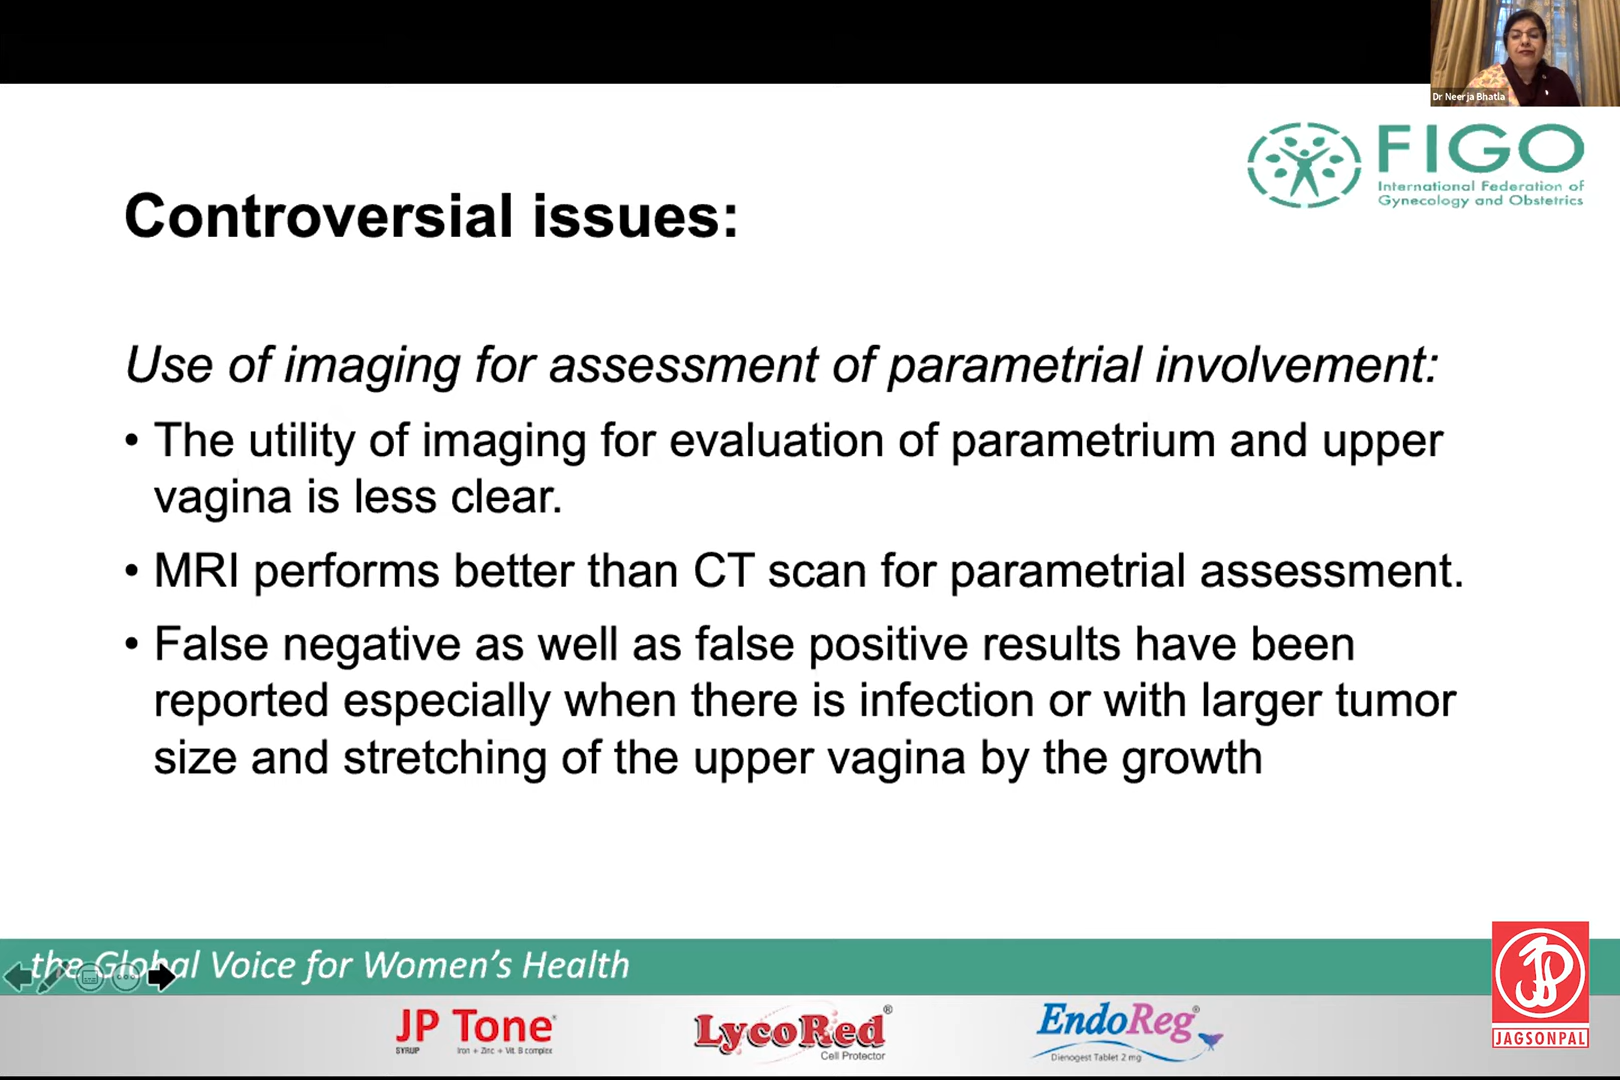 Dr Neerja Bhatla
FIGO
International Federation of
Gynecology and Obstetrics
Controversial issues:
Use of imaging for assessment of parametrial involvement:
• The utility of imaging for evaluation of parametrium and upper
vagina is less clear.
• MRI performs better than CT scan for parametrial assessment.
• False negative as well as false positive results have been
reported especially when there is infection or with larger tumor
size and stretching of the upper vagina by the growth
the Global Voice for Women's Health
JP Tone
SYRUP Iron + Zinc + Vit. B complex
LycoRed®
Cell Protector
EndoReg®
Dienogest Tablet 2 mg
JAGSONPAL